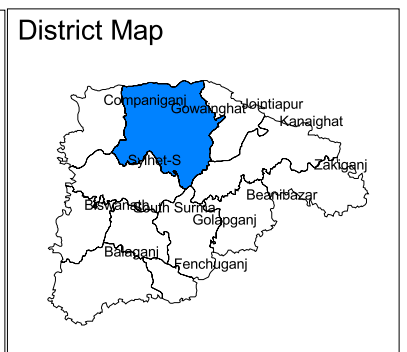 District Map
Companiganj
Gowainghat
Jointiapur
Kanaighat
Sylhet-S
Zakiganj
Beanibazar
Biswanath
South Surma
Golapganj
Balaganj
Fenchuganj